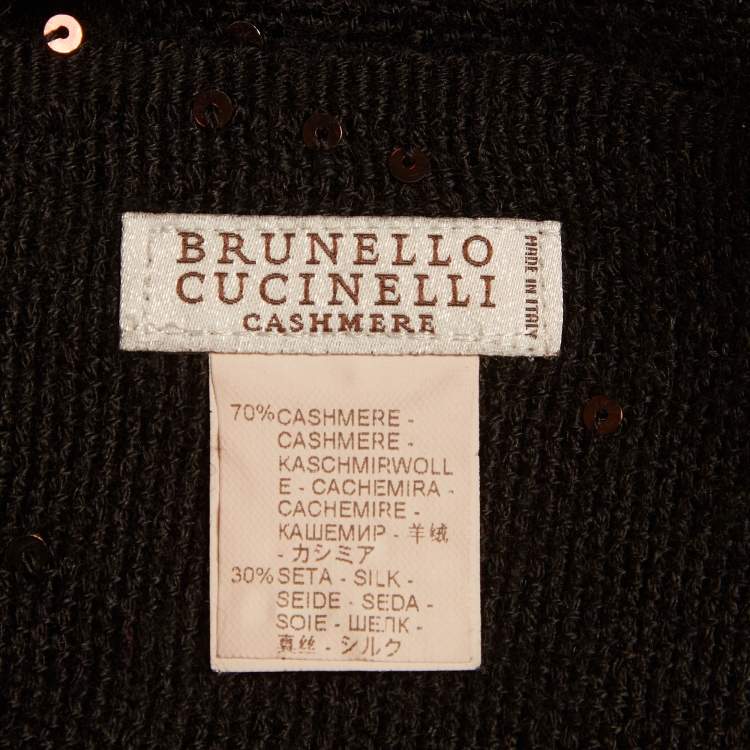 BRUNELLO
CUCINELLI
CASHMERE
MADE IN ITALY
70% CASHMERE -
CASHMERE -
KASCHMIRWOLL
E - CACHEMIRA -
CACHEMIRE -
КАШЕМИР - 羊绒
- カシミア
30% SETA - SILK -
SEIDE - SEDA -
SOIE - ШЕЛК -
真丝 - シルク